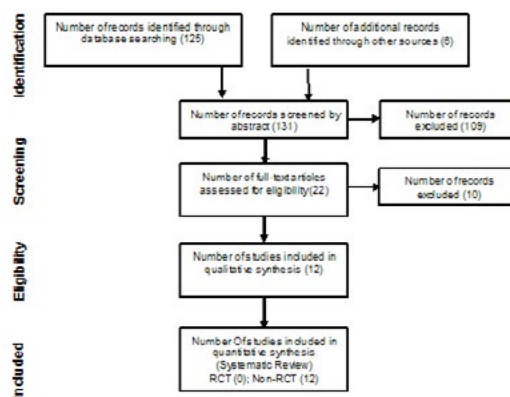 Identification
Number of records identified through
database searching (125)
Number of additional records
identified through other sources (6)
Number of records screened by
abstract (131)
Number of records
excluded (109)
Screening
Number of full-text articles
assessed for eligibility (22)
Number of records
excluded (10)
Eligibility
Number of studies included in
qualitative synthesis (12)
Included
Number Of studies included in
quantitative synthesis
(Systematic Review)
RCT (0); Non-RCT (12)